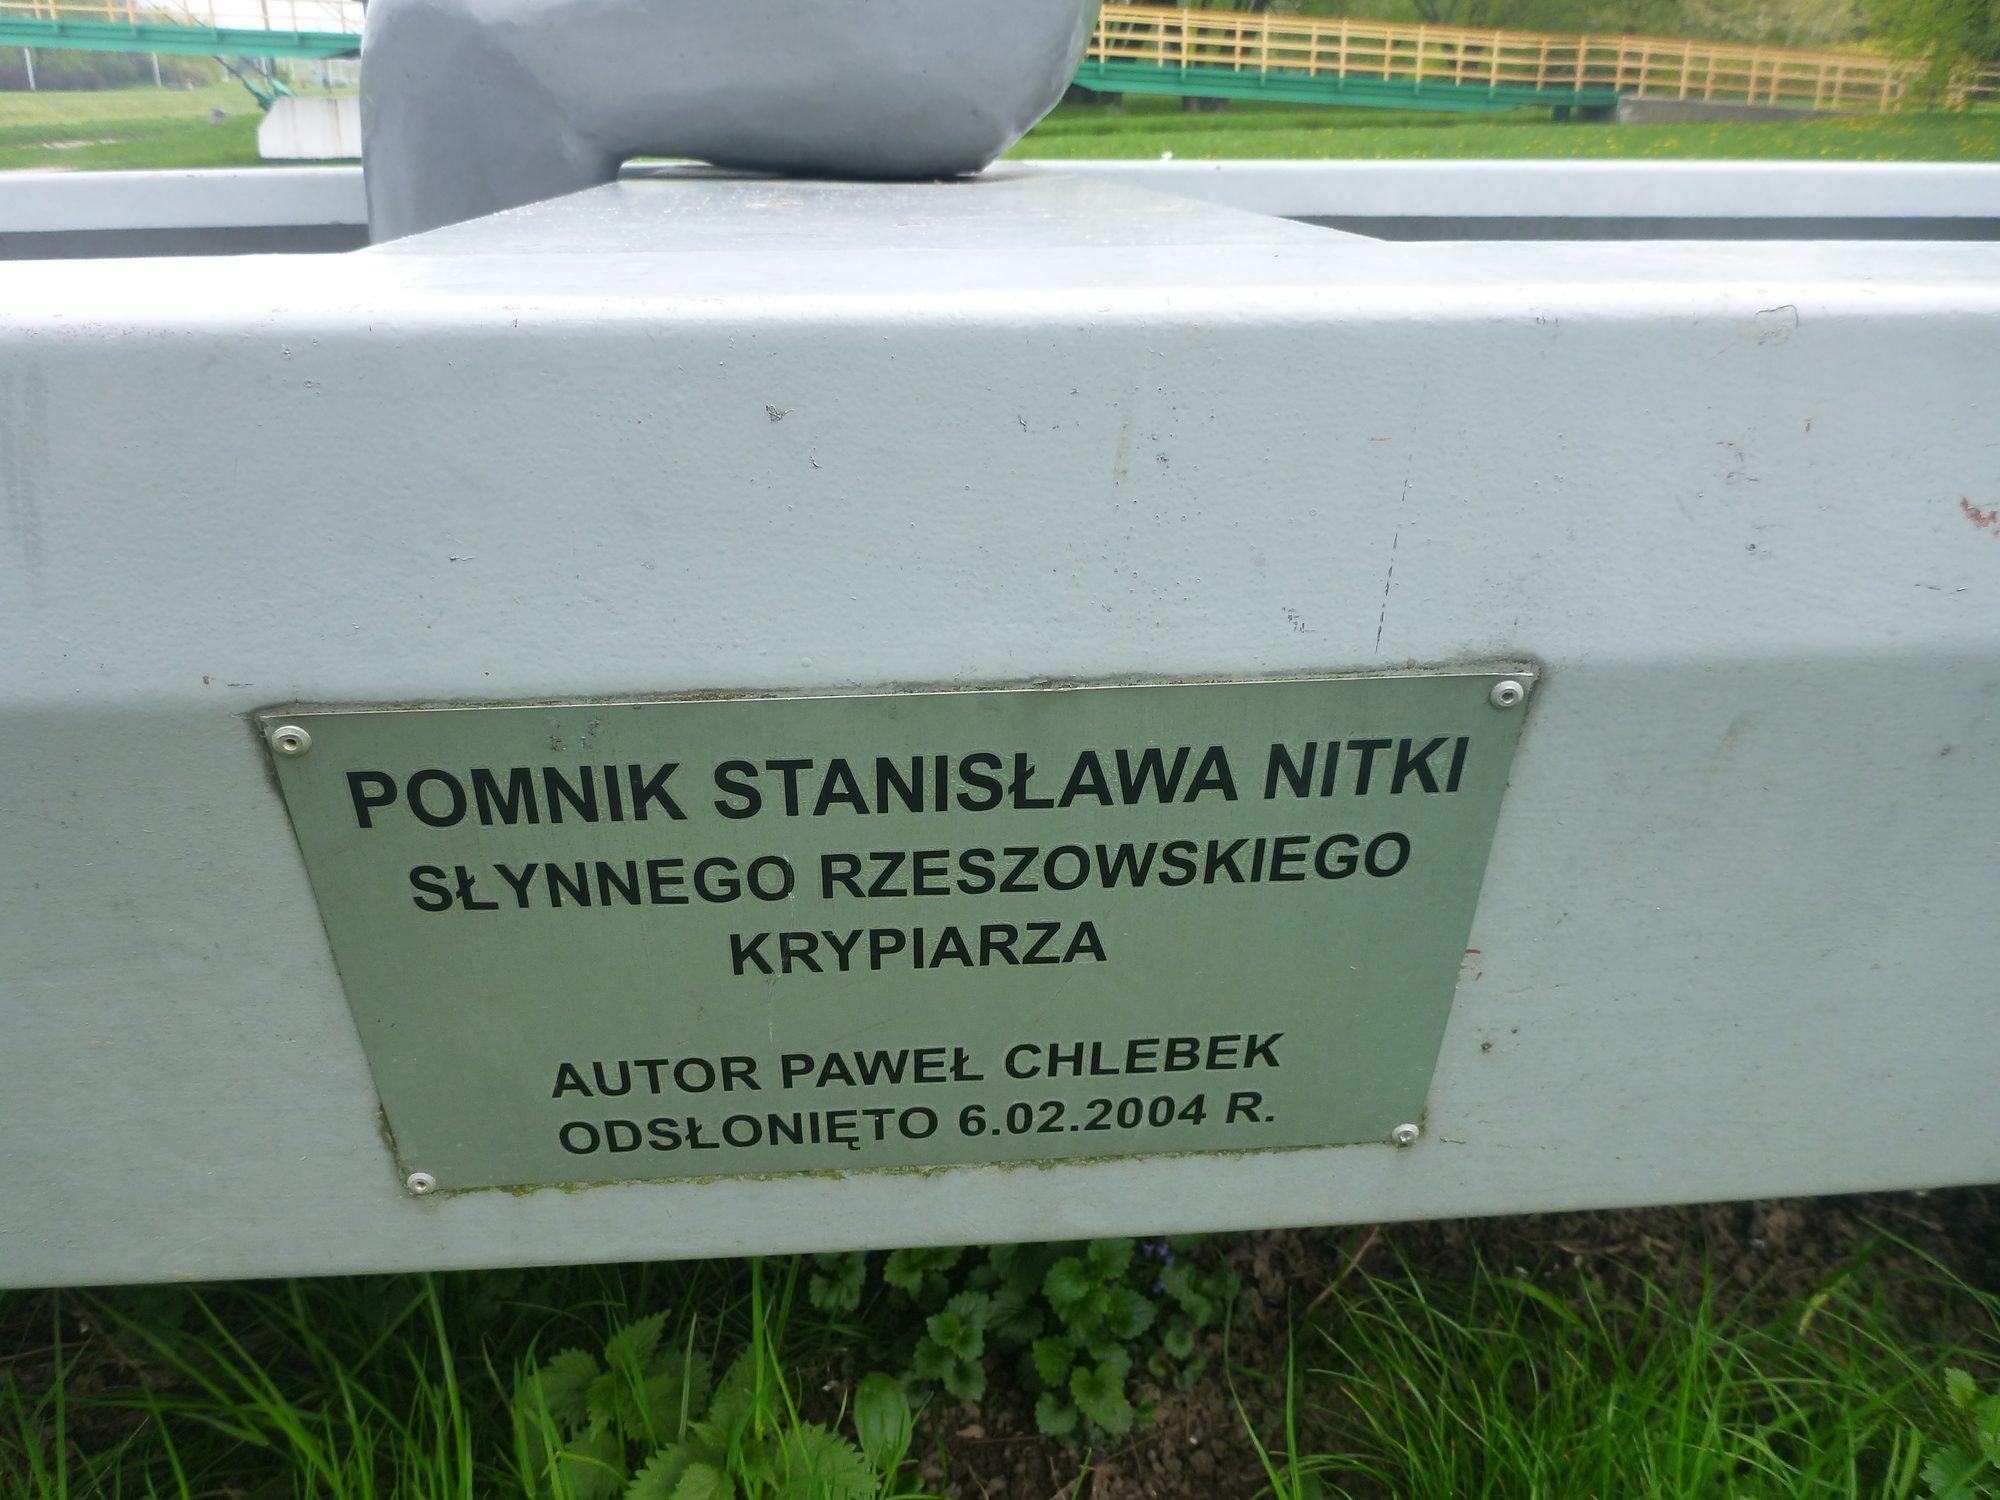 POMNIK STANISŁAWA NITKI
SŁYNNEGO RZESZOWSKIEGO
KRYPIARZA
AUTOR PAWEŁ CHLEBEK
ODSŁONIĘTO 6.02.2004 R.